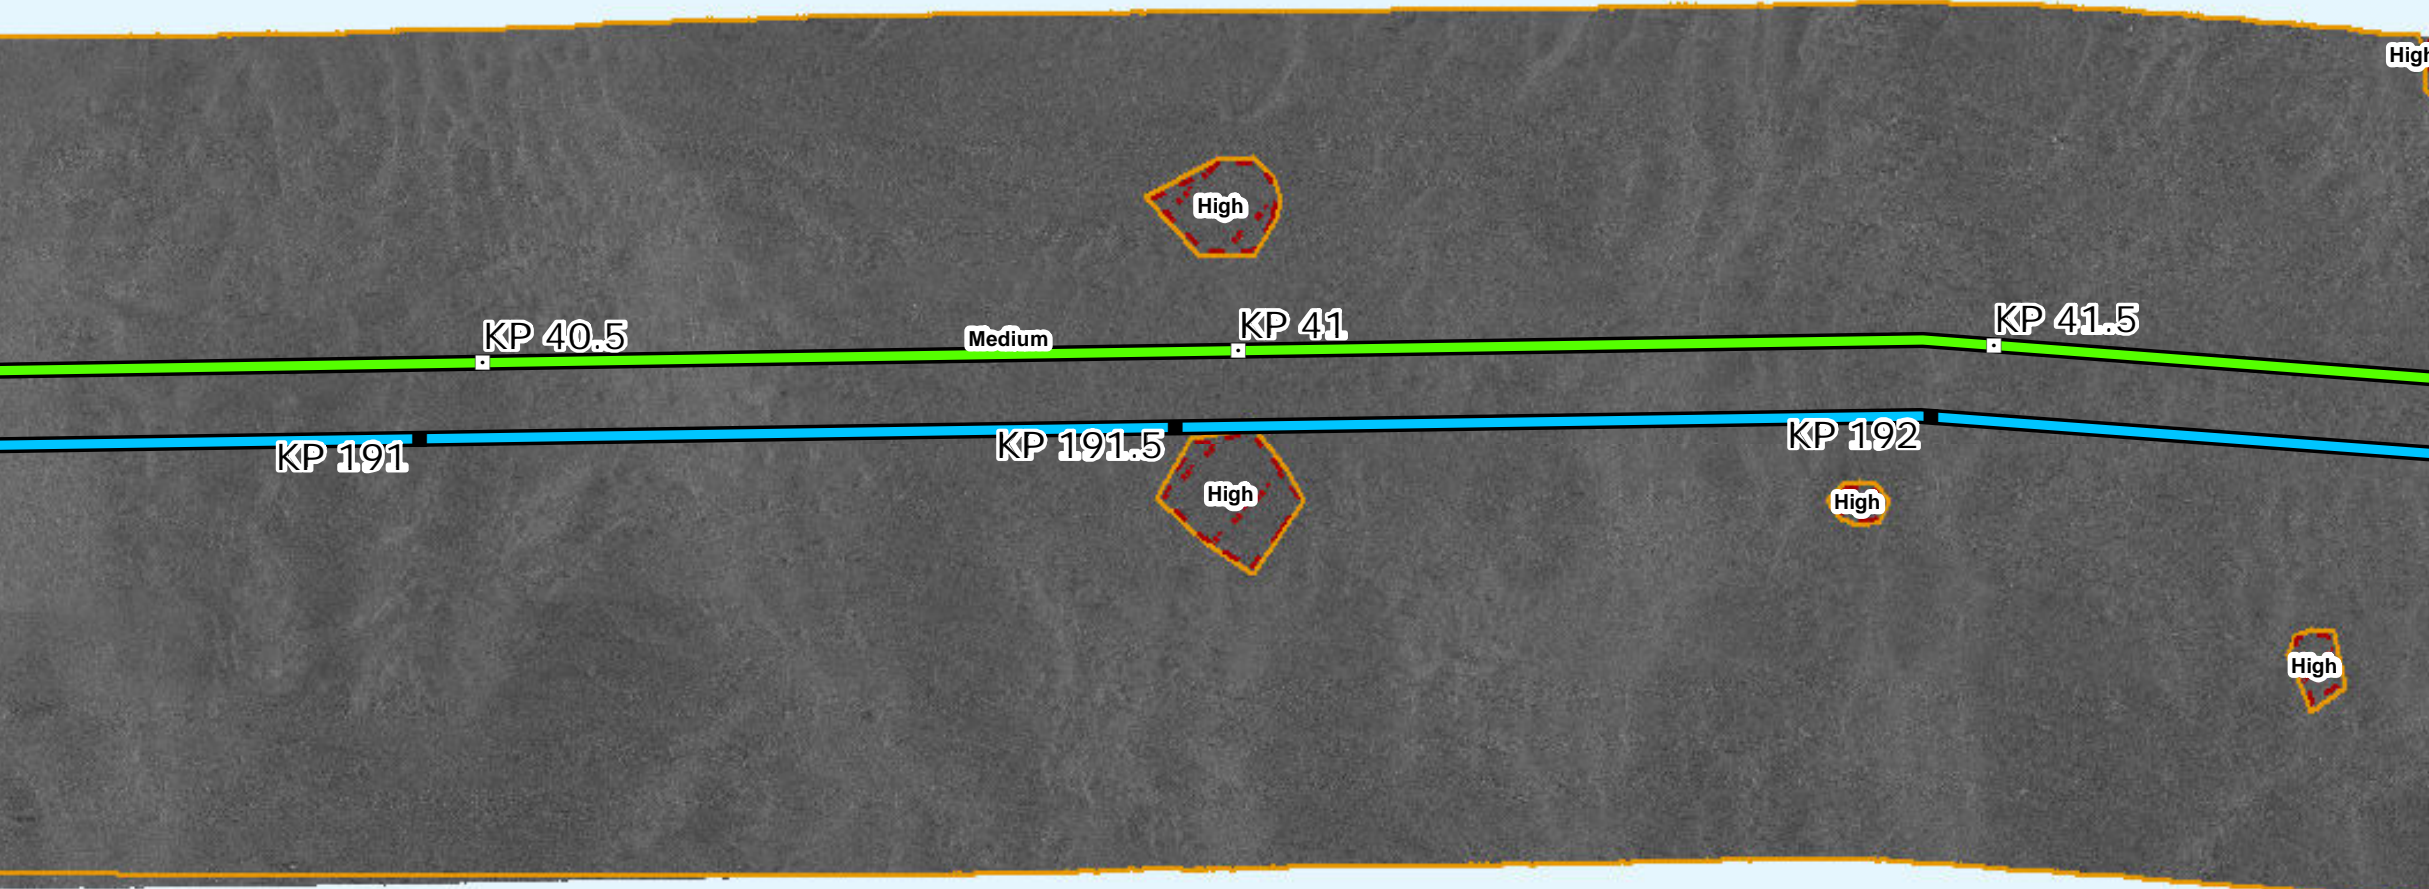 High
High
KP 41.5
KP 41
KP 40.5
Medium
KP 192
KP 191.5
KP 191
High
High
High